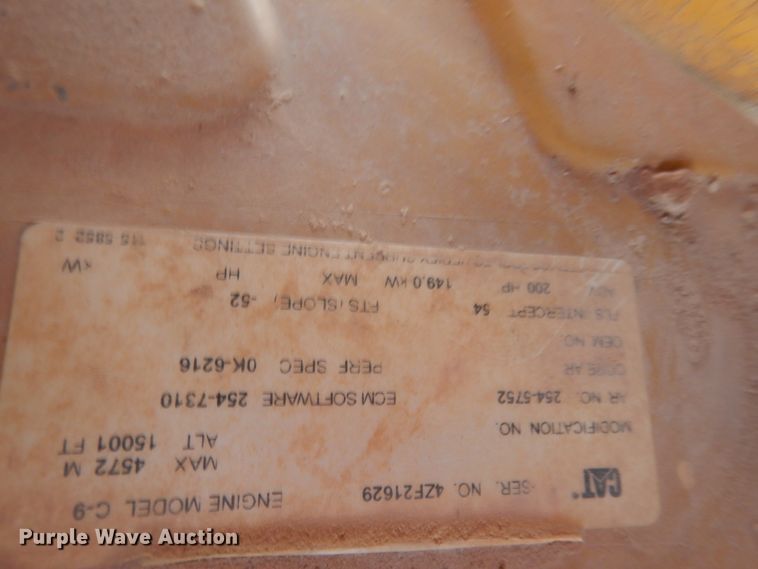 CAT SER. NO. 4ZF21629 ENGINE MODEL C-9
MAX 4572 M
ALT 15001 FT
MODIFICATION NO.
AR NO. 254-5752 ECM SOFTWARE 254-7310
CORE AR PERF SPEC 0K-6216
OEM NO.
FLS (INTERCEPT 54 FTS (SLOPE) -52
ADV 200 HP 149.0 kW MAX HP kW
TO VERIFY CURRENT ENGINE SETTINGS 115 5852 2
Purple Wave Auction